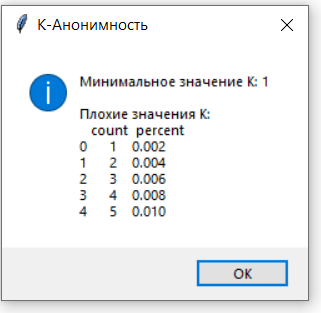 К-Анонимность
Минимальное значение К: 1
Плохие значения К:
count percent
0 1 0.002
1 2 0.004
2 3 0.006
3 4 0.008
4 5 0.010
ОК